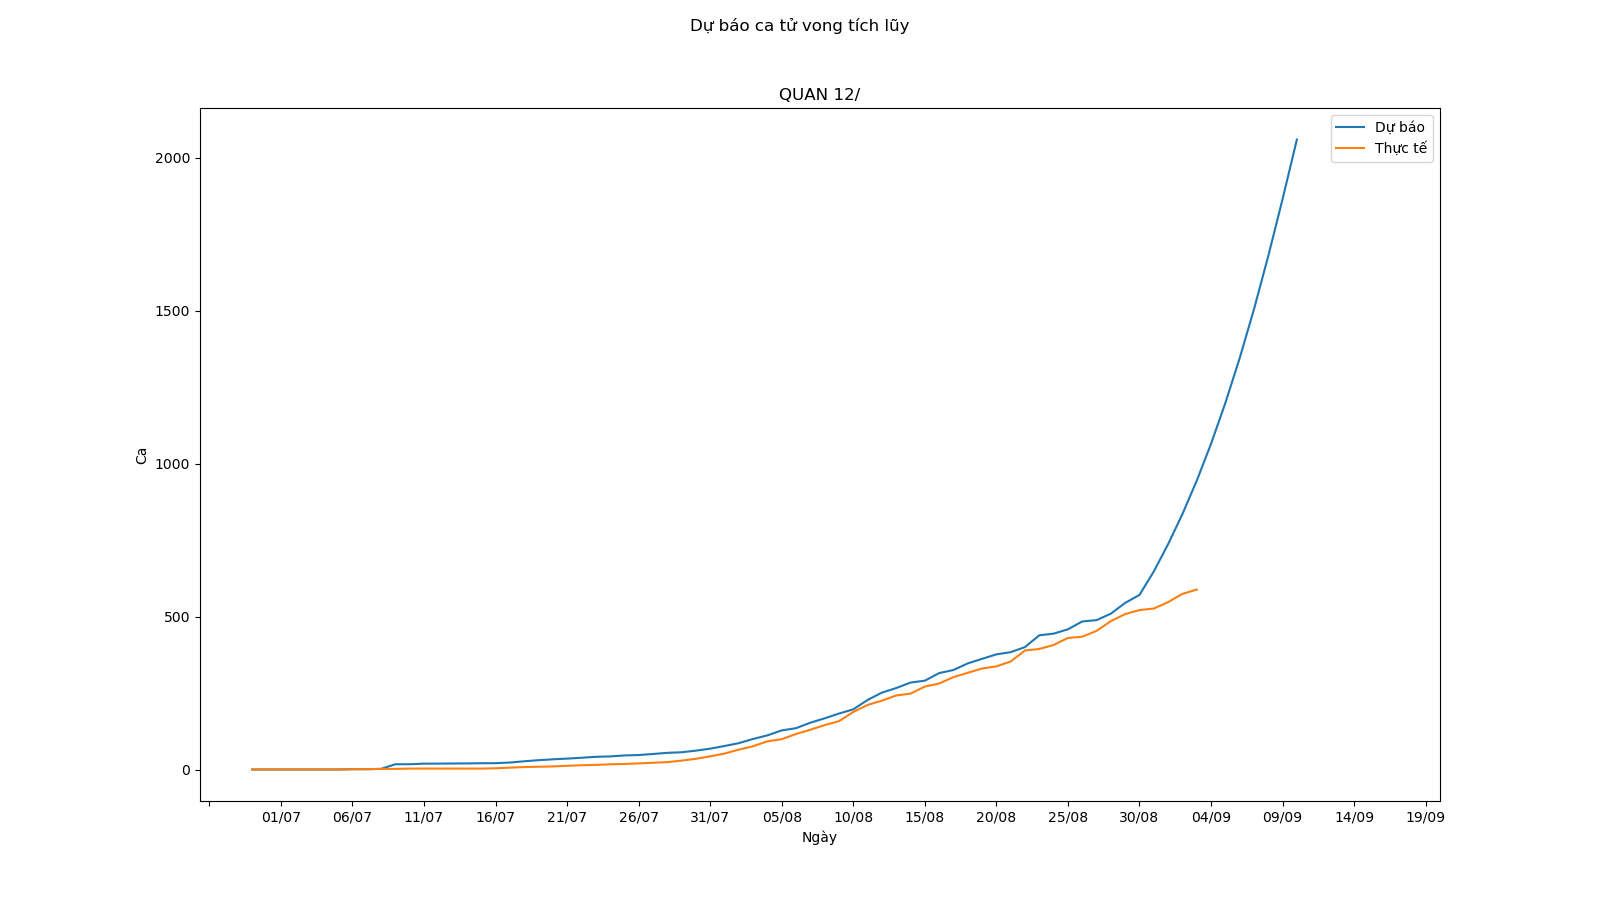 Dự báo ca tử vong tích lũy
QUAN 12/
Dự báo
Thực tế
2000
1500
1000
500
0
Ca
01/07 06/07 11/07 16/07 21/07 26/07 31/07 05/08 10/08 15/08 20/08 25/08 30/08 04/09 09/09 14/09 19/09
Ngày